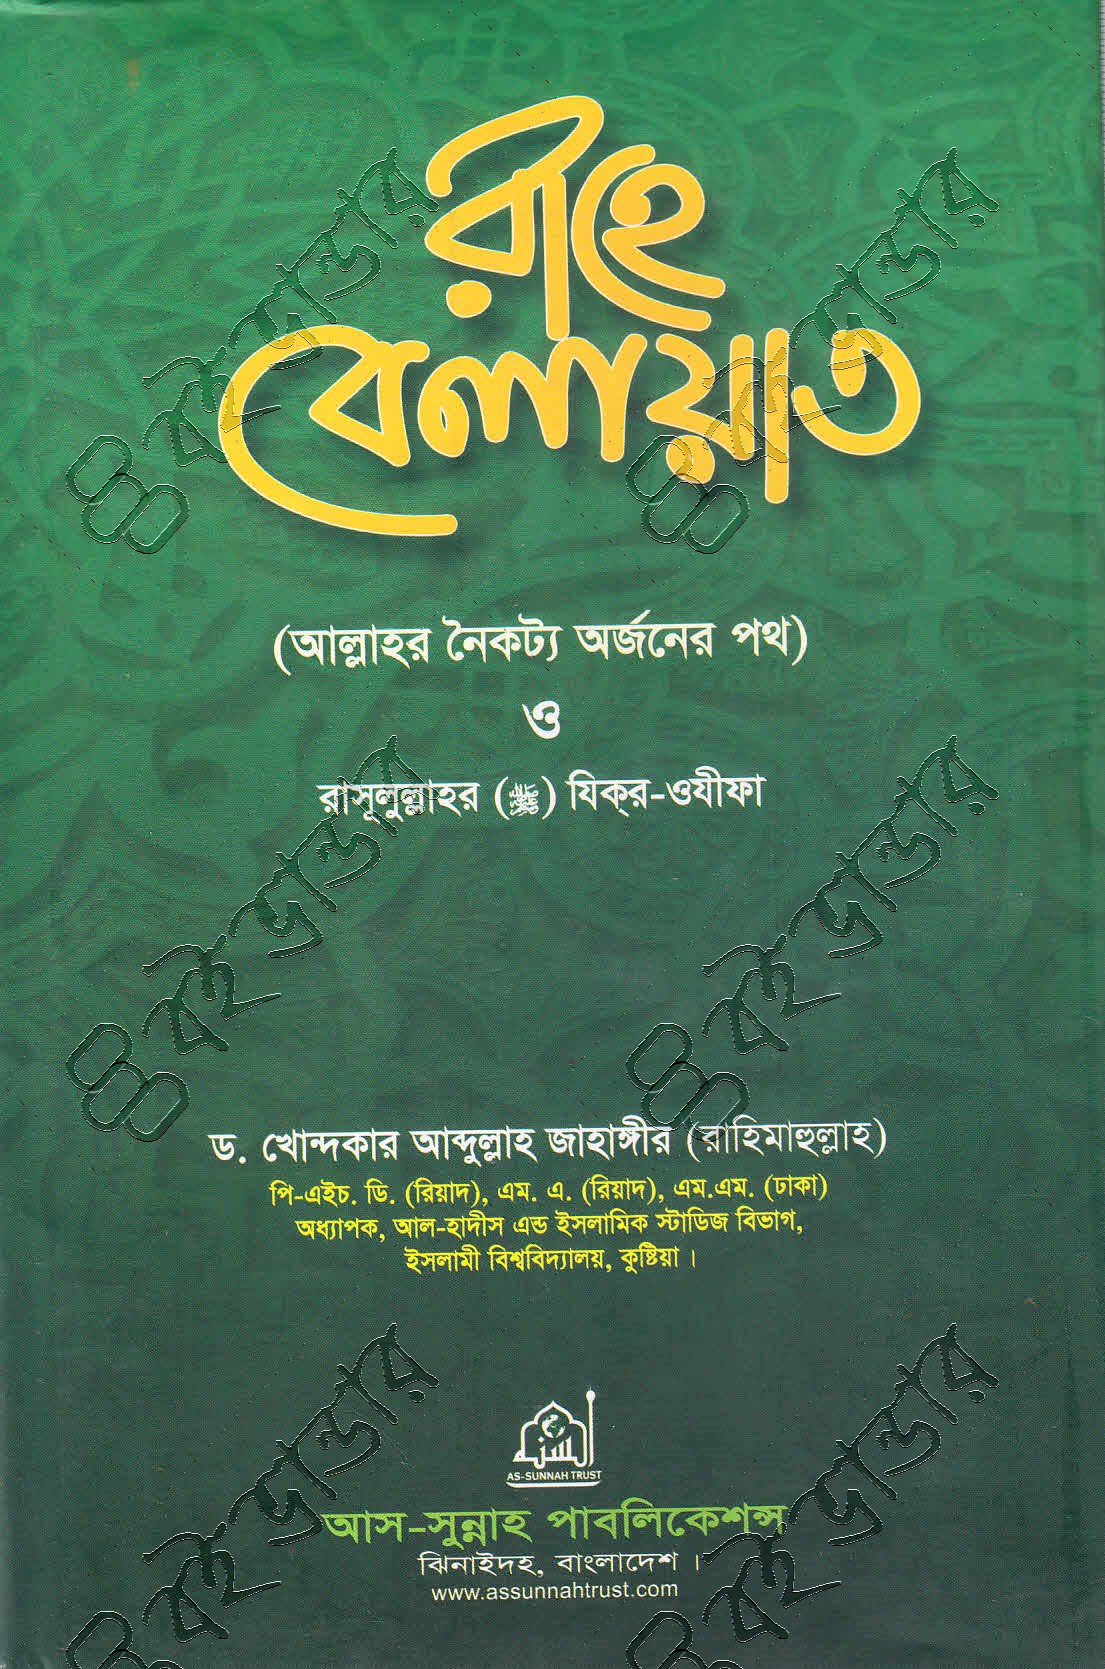 রাহে
বেলায়াত
(আল্লাহর নৈকট্য অর্জনের পথ)
ও
রাসূলুল্লাহর (ﷺ) যিক্‌র-ওযীফা
ড. খোন্দকার আব্দুল্লাহ জাহাঙ্গীর (রাহিমাহুল্লাহ)
পি-এইচ. ডি. (রিয়াদ), এম. এ. (রিয়াদ), এম.এম. (ঢাকা)
অধ্যাপক, আল-হাদীস এন্ড ইসলামিক স্টাডিজ বিভাগ,
ইসলামী বিশ্ববিদ্যালয়, কুষ্টিয়া।
السنة
AS-SUNNAH TRUST
আস-সুন্নাহ পাবলিকেশন্স
ঝিনাইদহ, বাংলাদেশ।
www.assunnahtrust.com